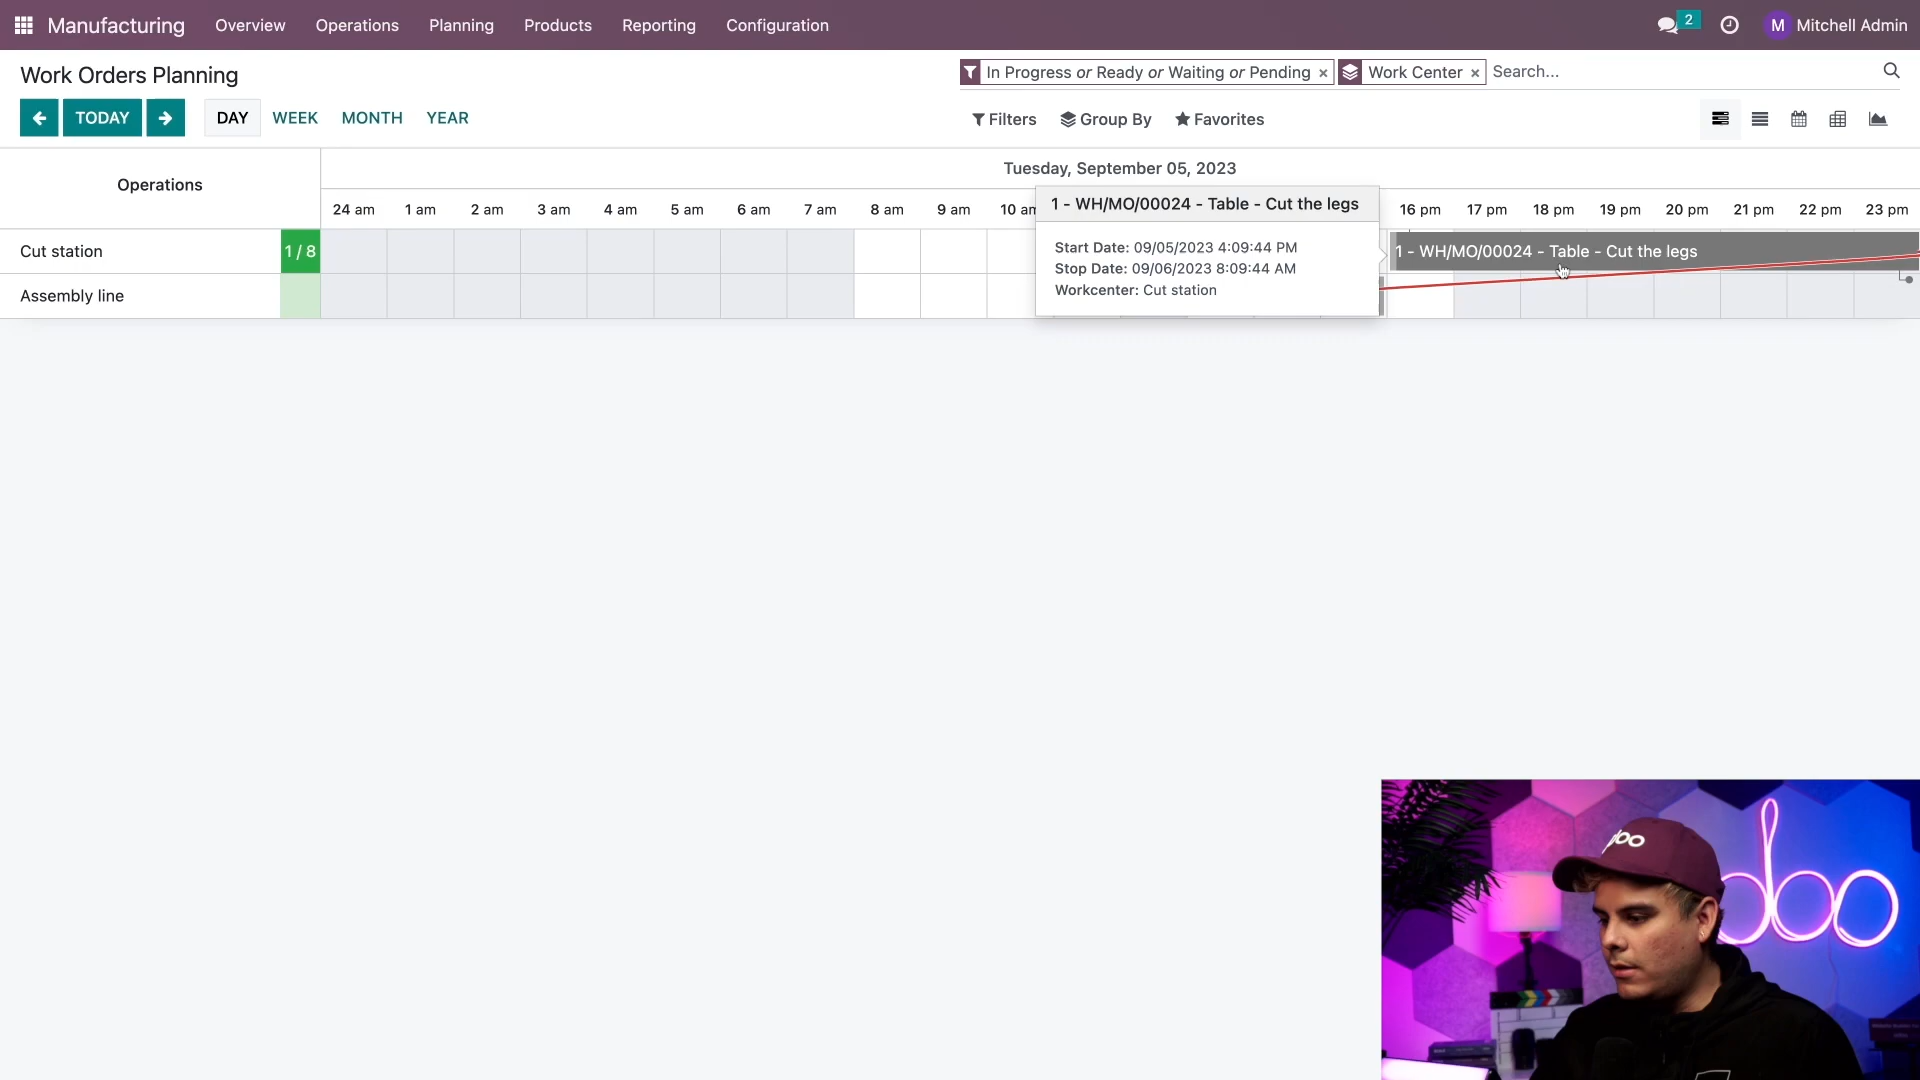 Manufacturing Overview Operations Planning Products Reporting Configuration 2 M Mitchell Admin
Work Orders Planning
In Progress or Ready or Waiting or Pending × Work Center × Search...
TODAY DAY WEEK MONTH YEAR
Filters Group By Favorites
Tuesday, September 05, 2023
Operations
24 am 1 am 2 am 3 am 4 am 5 am 6 am 7 am 8 am 9 am 10 am 16 pm 17 pm 18 pm 19 pm 20 pm 21 pm 22 pm 23 pm
1 - WH/MO/00024 - Table - Cut the legs
Start Date: 09/05/2023 4:09:44 PM
Stop Date: 09/06/2023 8:09:44 AM
Workcenter: Cut station
Cut station 1 / 8
1 - WH/MO/00024 - Table - Cut the legs
Assembly line